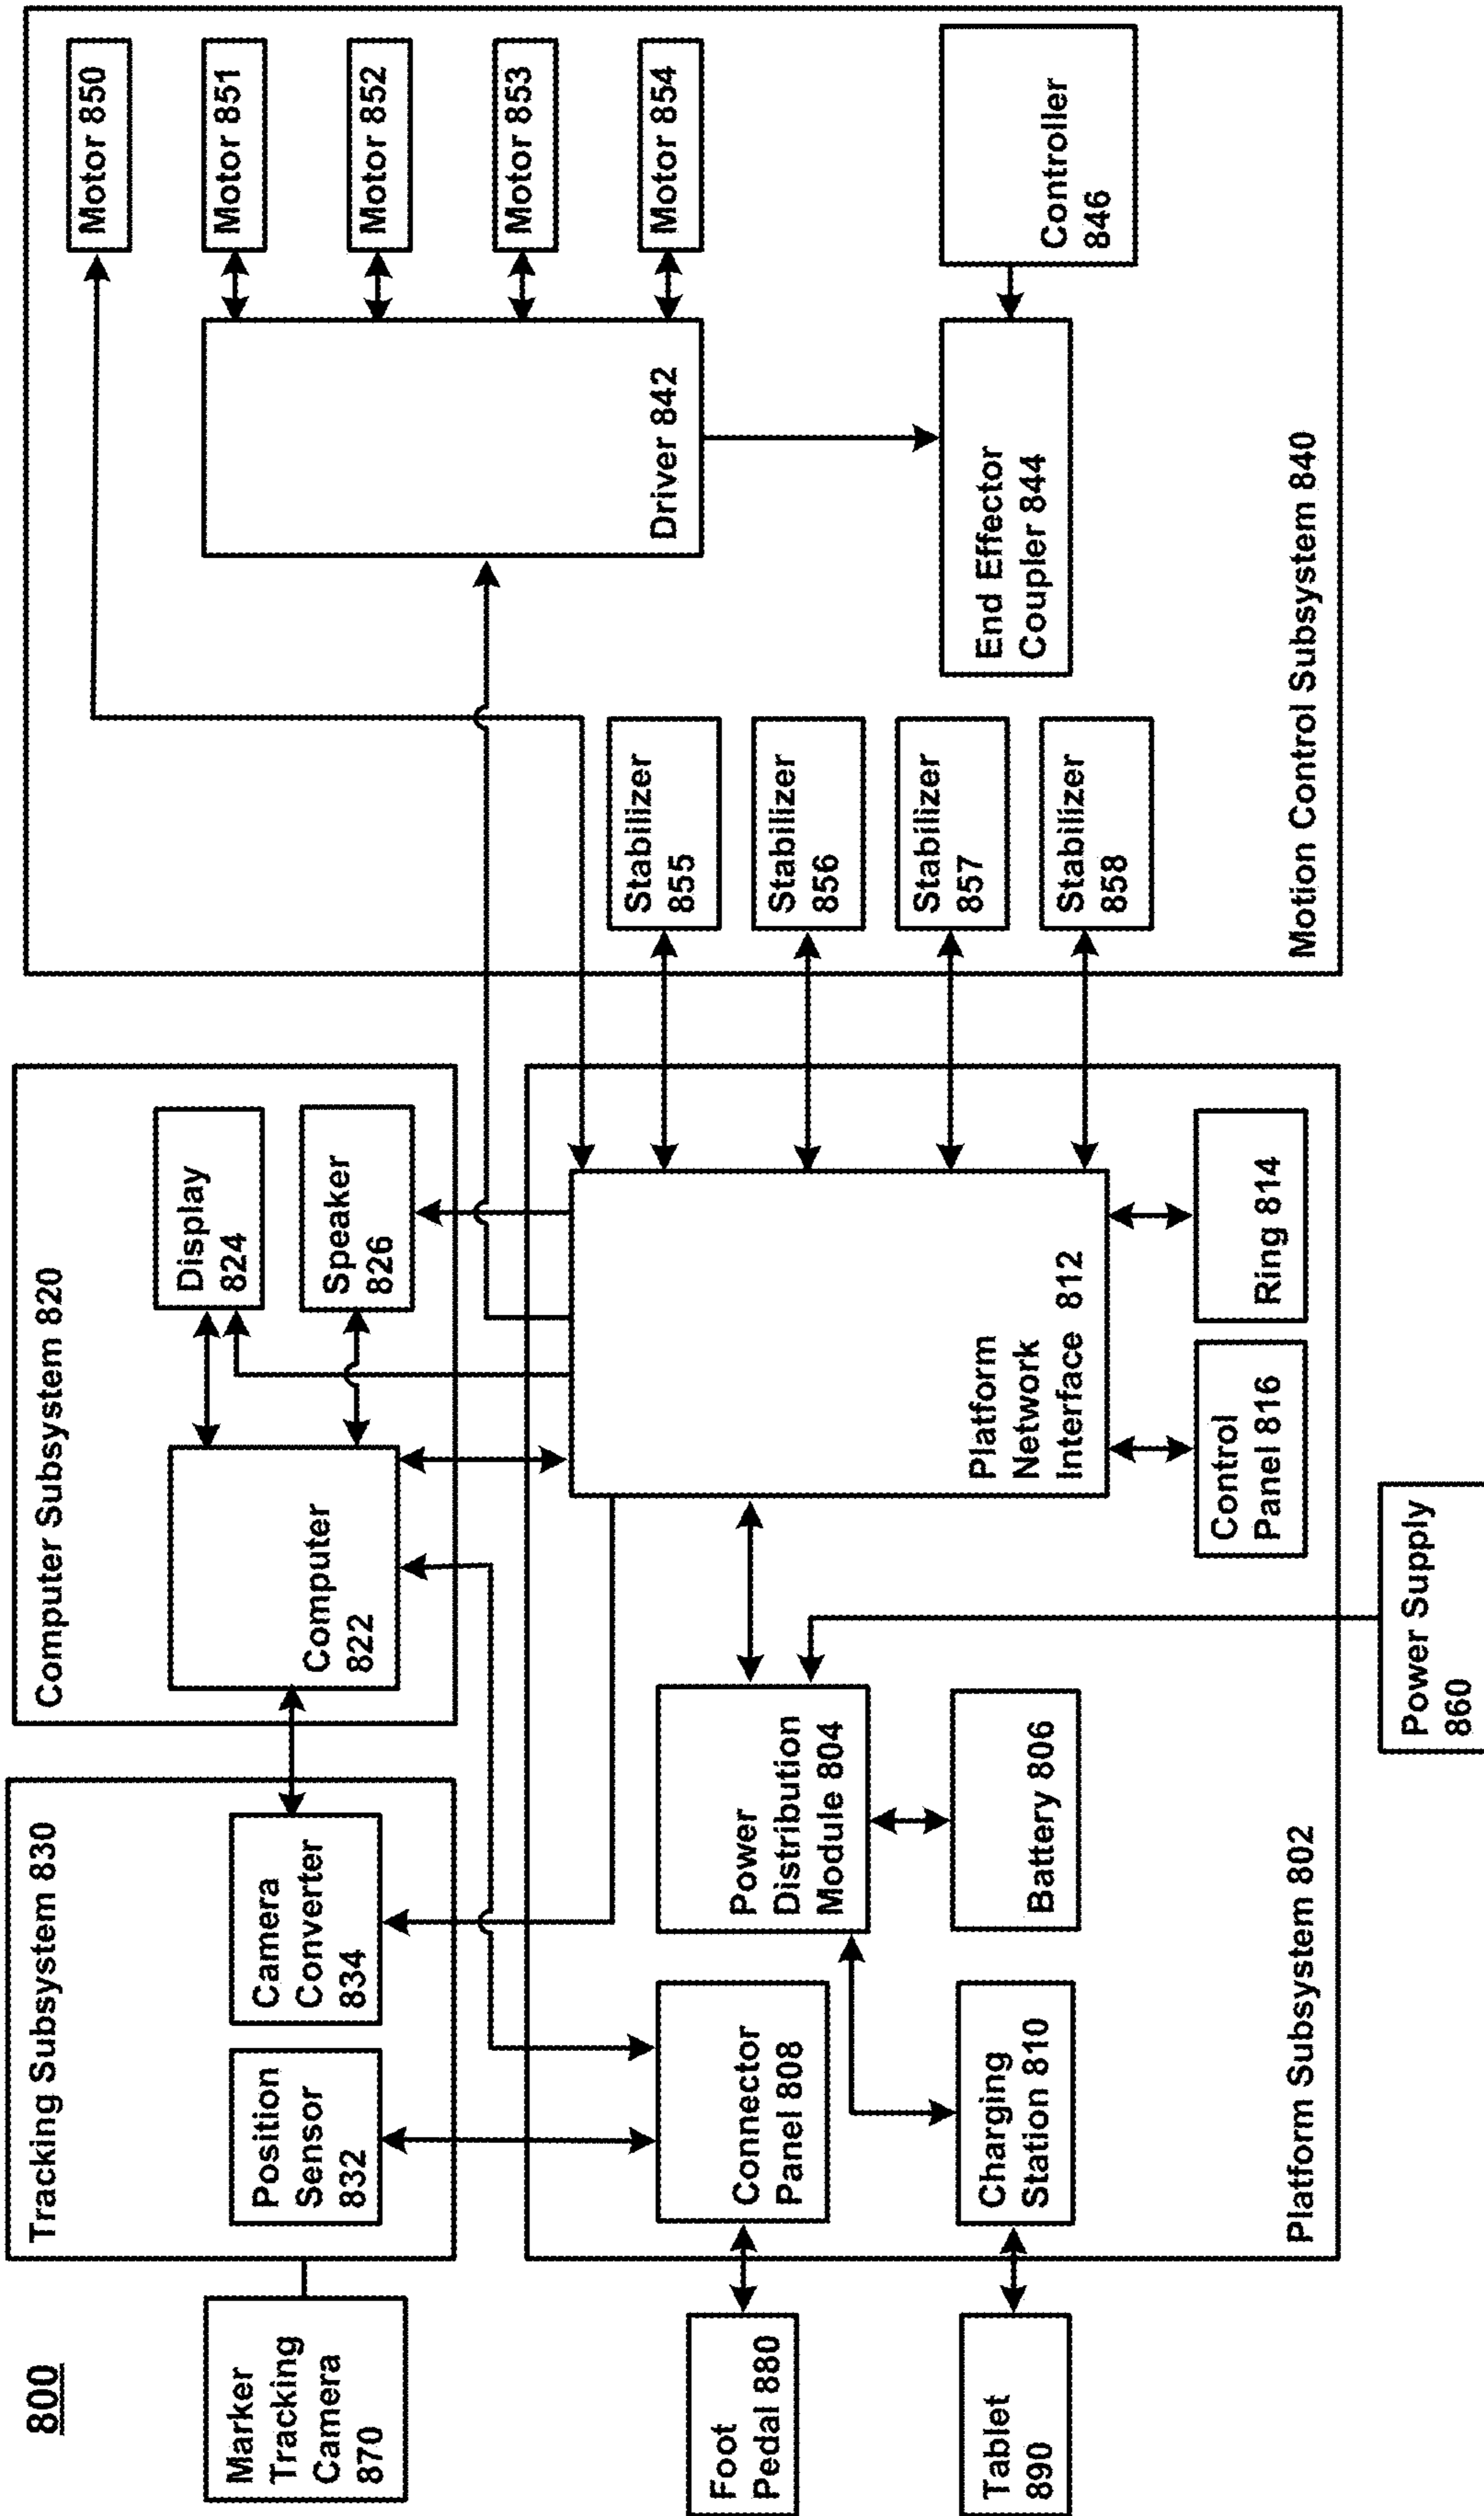 800
Marker
Tracking
Camera
870
Tracking Subsystem 830
Position
Sensor
832
Camera
Converter
834
Computer Subsystem 820
Computer
822
Display
824
Speaker
826
Foot
Pedal 880
Tablet
890
Connector
Panel 808
Charging
Station 810
Power
Distribution
Module 804
Battery 806
Platform
Network
Interface 812
Control
Panel 816
Ring 814
Platform Subsystem 802
Power Supply
860
Motor 850
Motor 851
Motor 852
Motor 853
Motor 854
Driver 842
Stabilizer
855
Stabilizer
856
Stabilizer
857
Stabilizer
858
End Effector
Coupler 844
Controller
846
Motion Control Subsystem 840